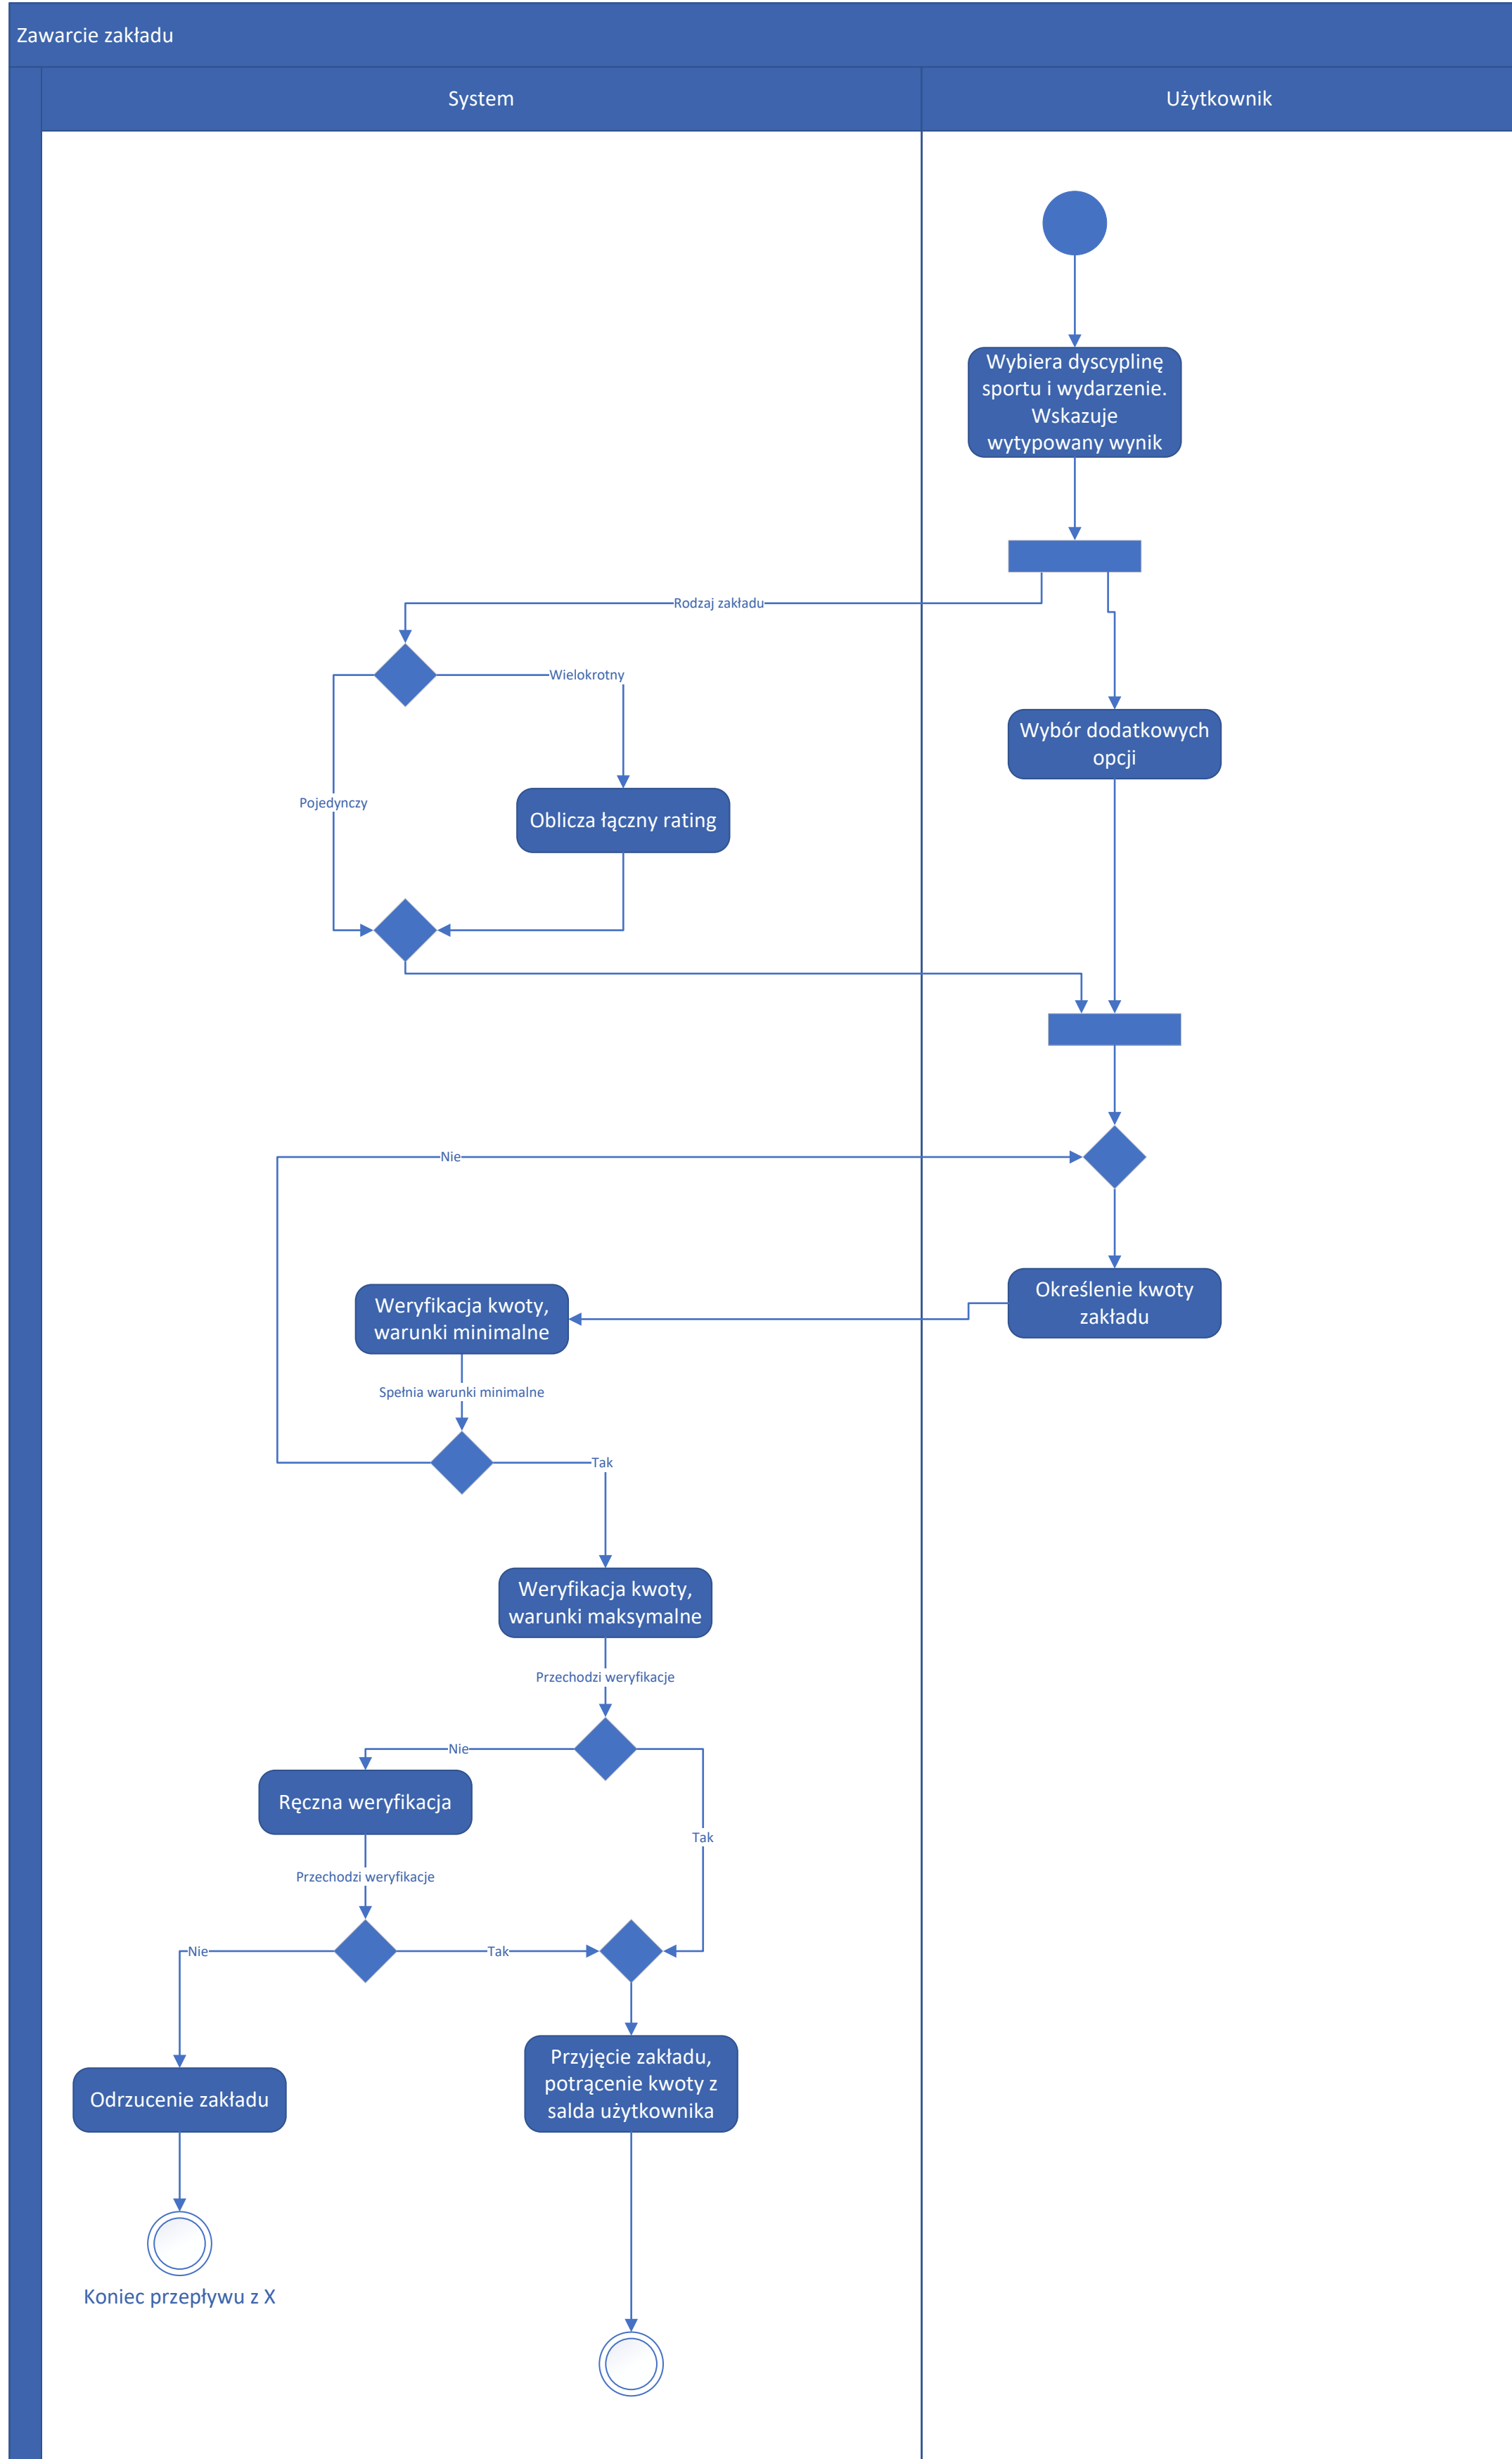 Zawarcie zakładu
System
Użytkownik
Wybiera dyscyplinę
sportu i wydarzenie.
Wskazuje
wytypowany wynik
Rodzaj zakładu
Wielokrotny
Wybór dodatkowych
opcji
Pojedynczy
Oblicza łączny rating
Nie
Określenie kwoty
zakładu
Weryfikacja kwoty,
warunki minimalne
Spełnia warunki minimalne
Tak
Weryfikacja kwoty,
warunki maksymalne
Przechodzi weryfikacje
Nie
Ręczna weryfikacja
Tak
Przechodzi weryfikacje
Nie
Tak
Przyjęcie zakładu,
potrącenie kwoty z
salda użytkownika
Odrzucenie zakładu
Koniec przepływu z X